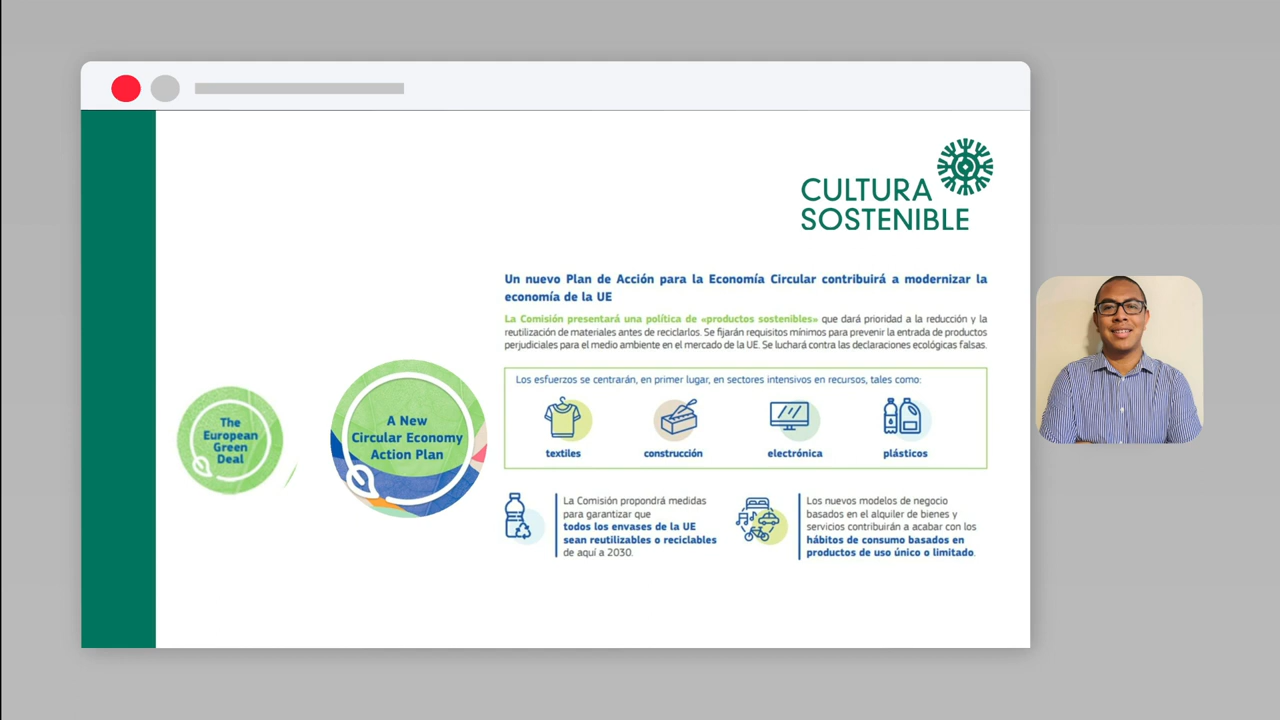 CULTURA
SOSTENIBLE
Un nuevo Plan de Acción para la Economía Circular contribuirá a modernizar la
economía de la UE
La Comisión presentará una política de «productos sostenibles» que dará prioridad a la reducción y la
reutilización de materiales antes de reciclarlos. Se fijarán requisitos mínimos para prevenir la entrada de productos
perjudiciales para el medio ambiente en el mercado de la UE. Se luchará contra las declaraciones ecológicas falsas.
The
European
Green
Deal
A New
Circular Economy
Action Plan
Los esfuerzos se centrarán, en primer lugar, en sectores intensivos en recursos, tales como:
textiles
construcción
electrónica
plásticos
La Comisión propondrá medidas
para garantizar que
todos los envases de la UE
sean reutilizables o reciclables
de aquí a 2030.
Los nuevos modelos de negocio
basados en el alquiler de bienes y
servicios contribuirán a acabar con los
hábitos de consumo basados en
productos de uso único o limitado.